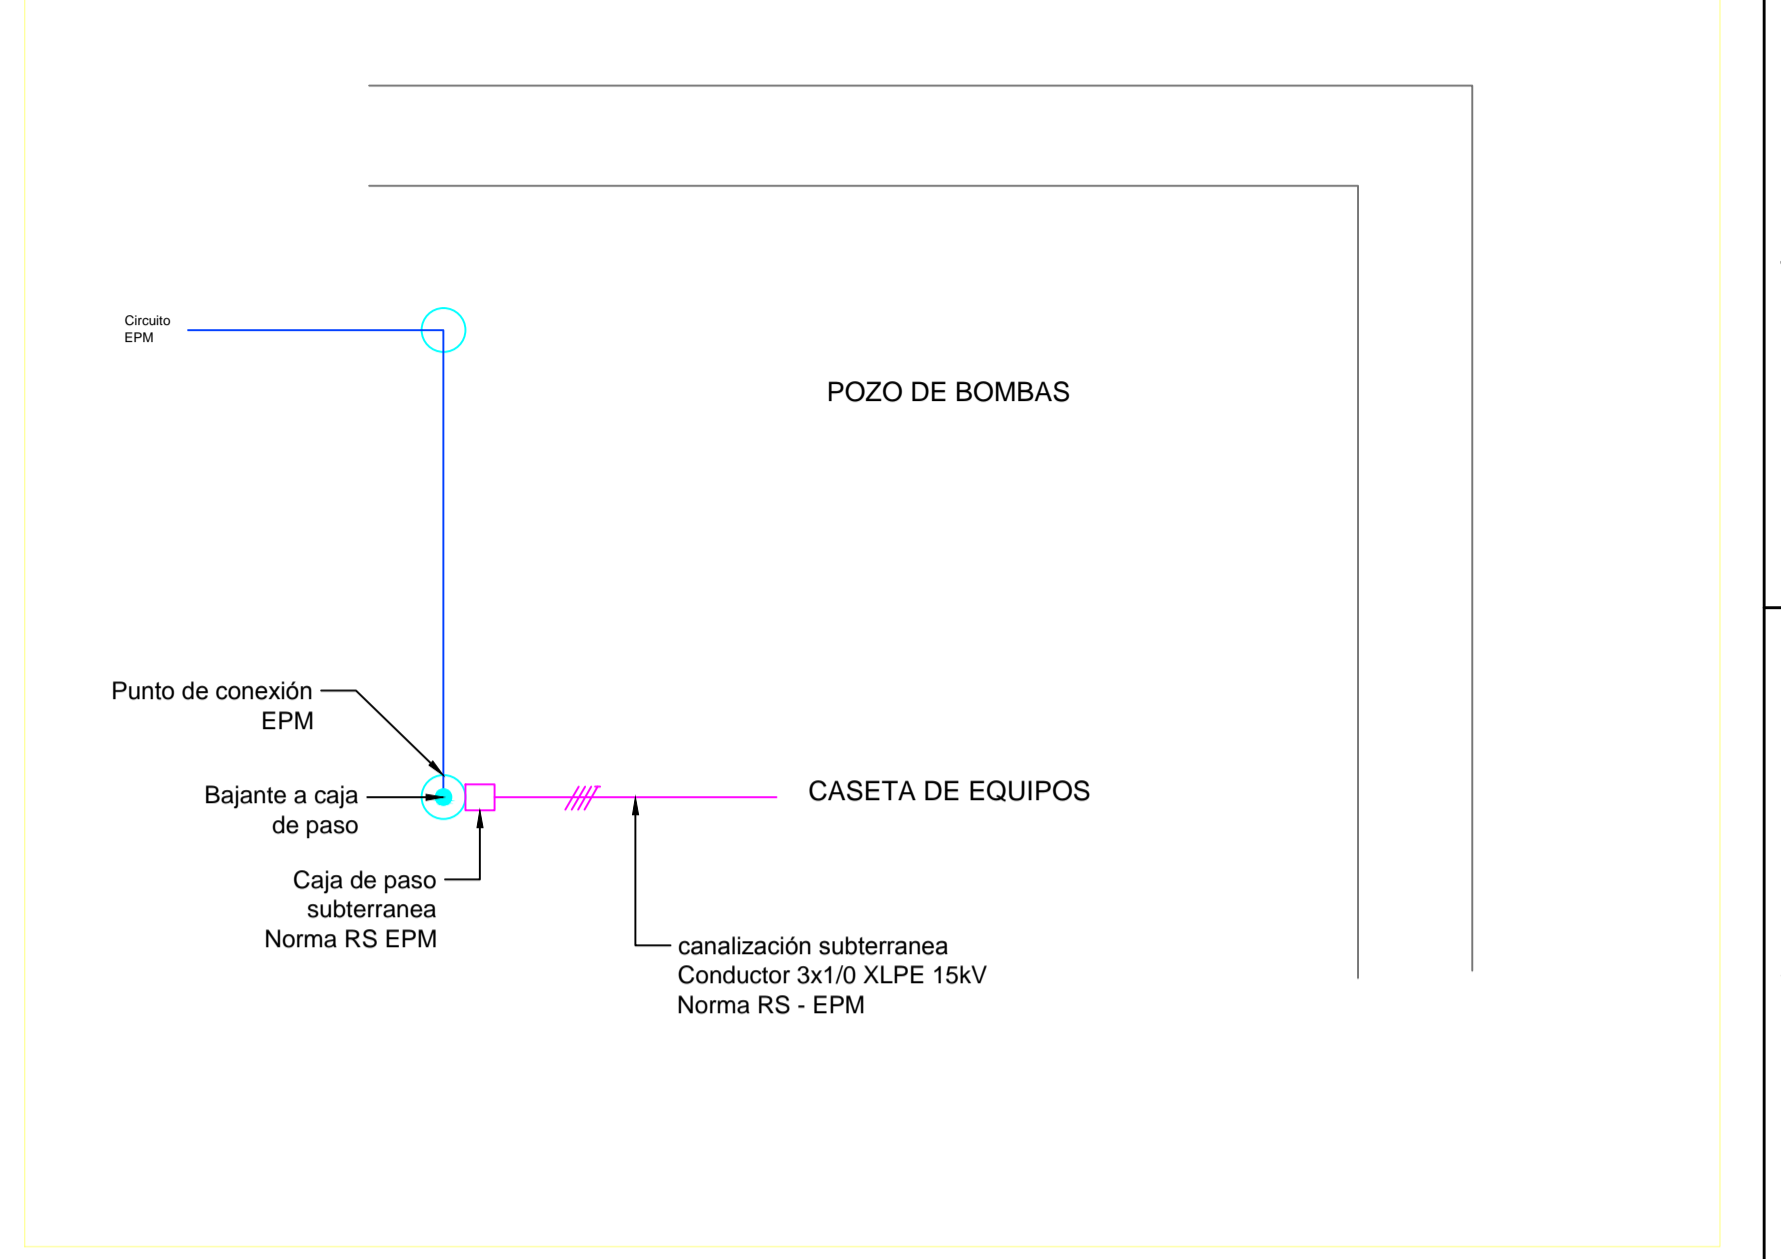 Circuito
EPM
POZO DE BOMBAS
Punto de conexión
EPM
Bajante a caja
de paso
CASETA DE EQUIPOS
Caja de paso
subterranea
Norma RS EPM
canalización subterranea
Conductor 3x1/0 XLPE 15kV
Norma RS - EPM